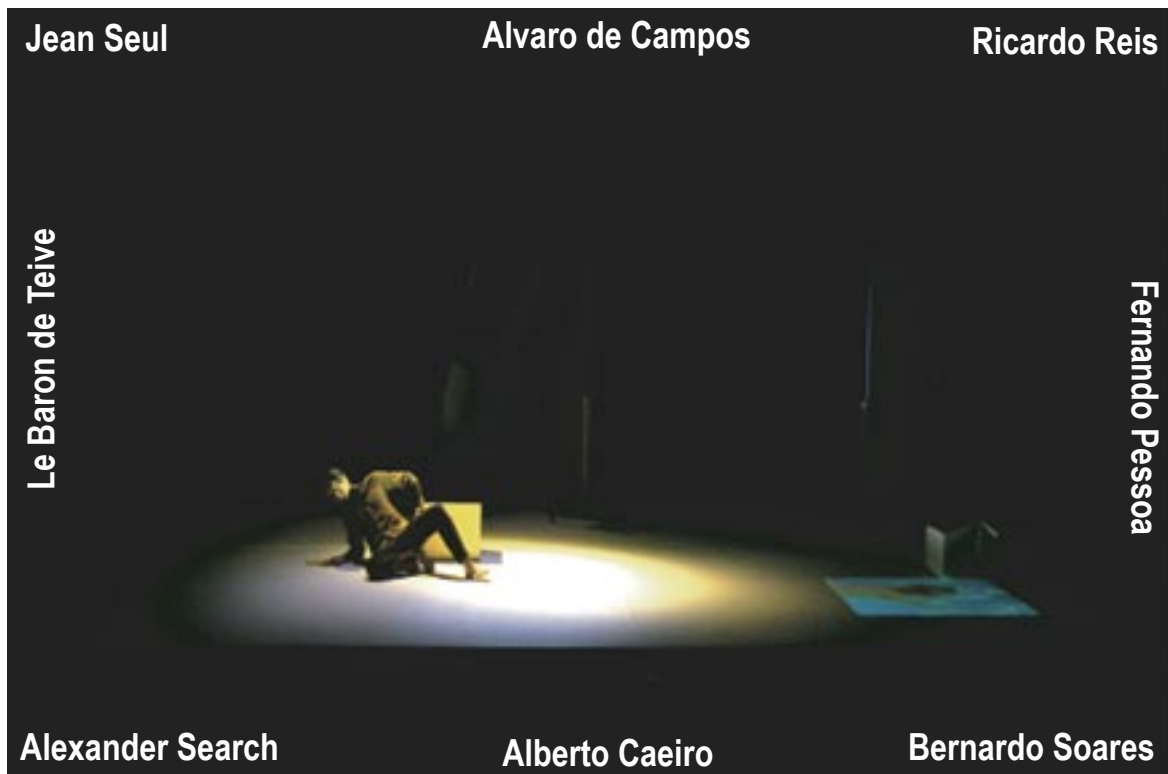 Jean Seul
Alvaro de Campos
Ricardo Reis
Le Baron de Teive
Fernando Pessoa
Alexander Search
Alberto Caeiro
Bernardo Soares